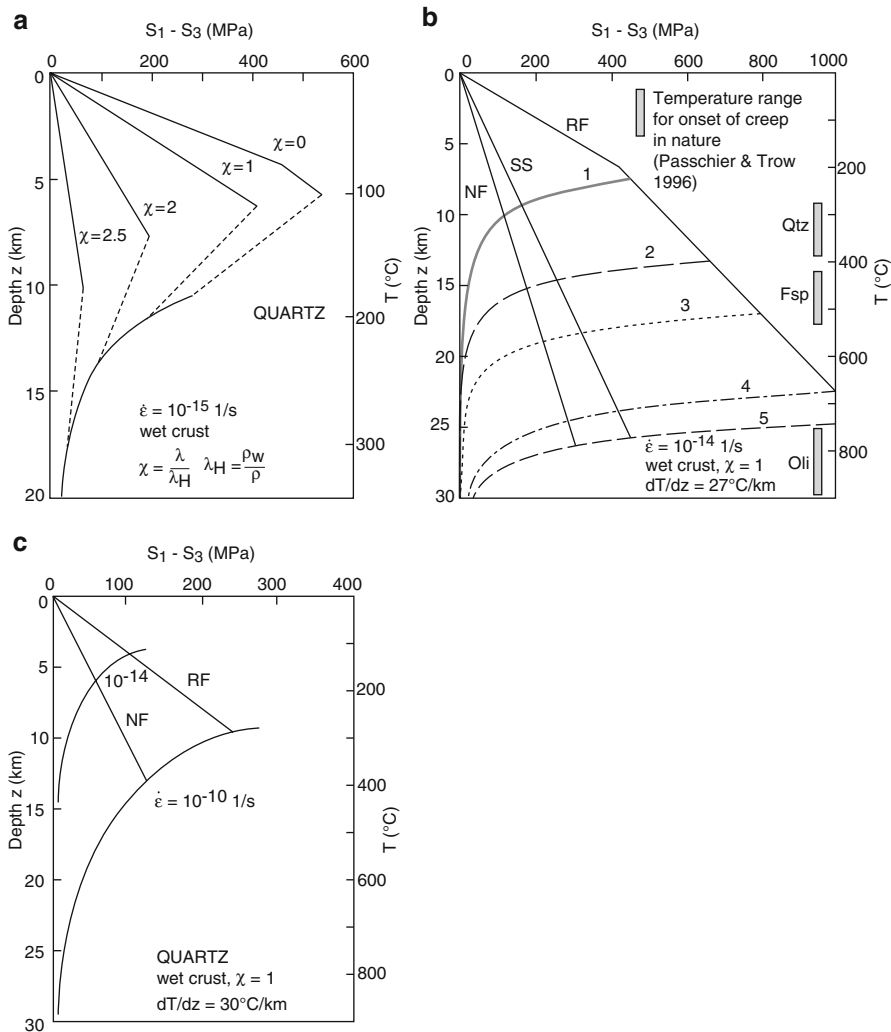 a
S1 - S3 (MPa)
0 200 400 600
0
5
10
15
20
Depth z (km)
100
200
300
T (°C)
χ=0
χ=1
χ=2
χ=2.5
QUARTZ
ε̇ = 10-15 1/s
wet crust
χ = λ/λH λH = ρw/ρ
b
S1 - S3 (MPa)
0 200 400 600 800 1000
0
5
10
15
20
25
30
Depth z (km)
200
400
600
800
T (°C)
Temperature range
for onset of creep
in nature
(Passchier & Trow
1996)
RF
SS
NF
1
2
3
4
5
Qtz
Fsp
Oli
ε̇ = 10-14 1/s
wet crust, χ = 1
dT/dz = 27°C/km
c
S1 - S3 (MPa)
0 100 200 300 400
0
5
10
15
20
25
30
Depth z (km)
200
400
600
800
T (°C)
10-14
RF
NF
ε̇ = 10-10 1/s
QUARTZ
wet crust, χ = 1
dT/dz = 30°C/km